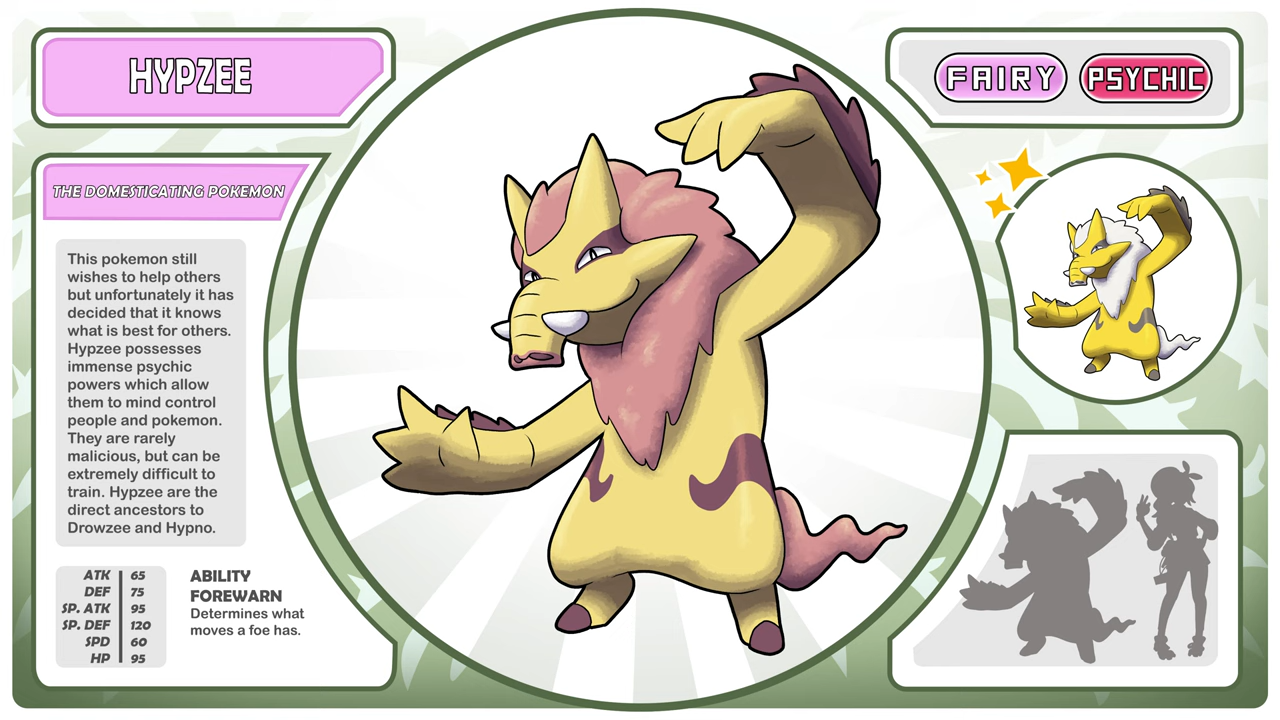 HYPZEE
FAIRY PSYCHIC
THE DOMESTICATING POKEMON
This pokemon still
wishes to help others
but unfortunately it has
decided that it knows
what is best for others.
Hypzee possesses
immense psychic
powers which allow
them to mind control
people and pokemon.
They are rarely
malicious, but can be
extremely difficult to
train. Hypzee are the
direct ancestors to
Drowzee and Hypno.
ATK 65
DEF 75
SP. ATK 95
SP. DEF 120
SPD 60
HP 95
ABILITY
FOREWARN
Determines what
moves a foe has.